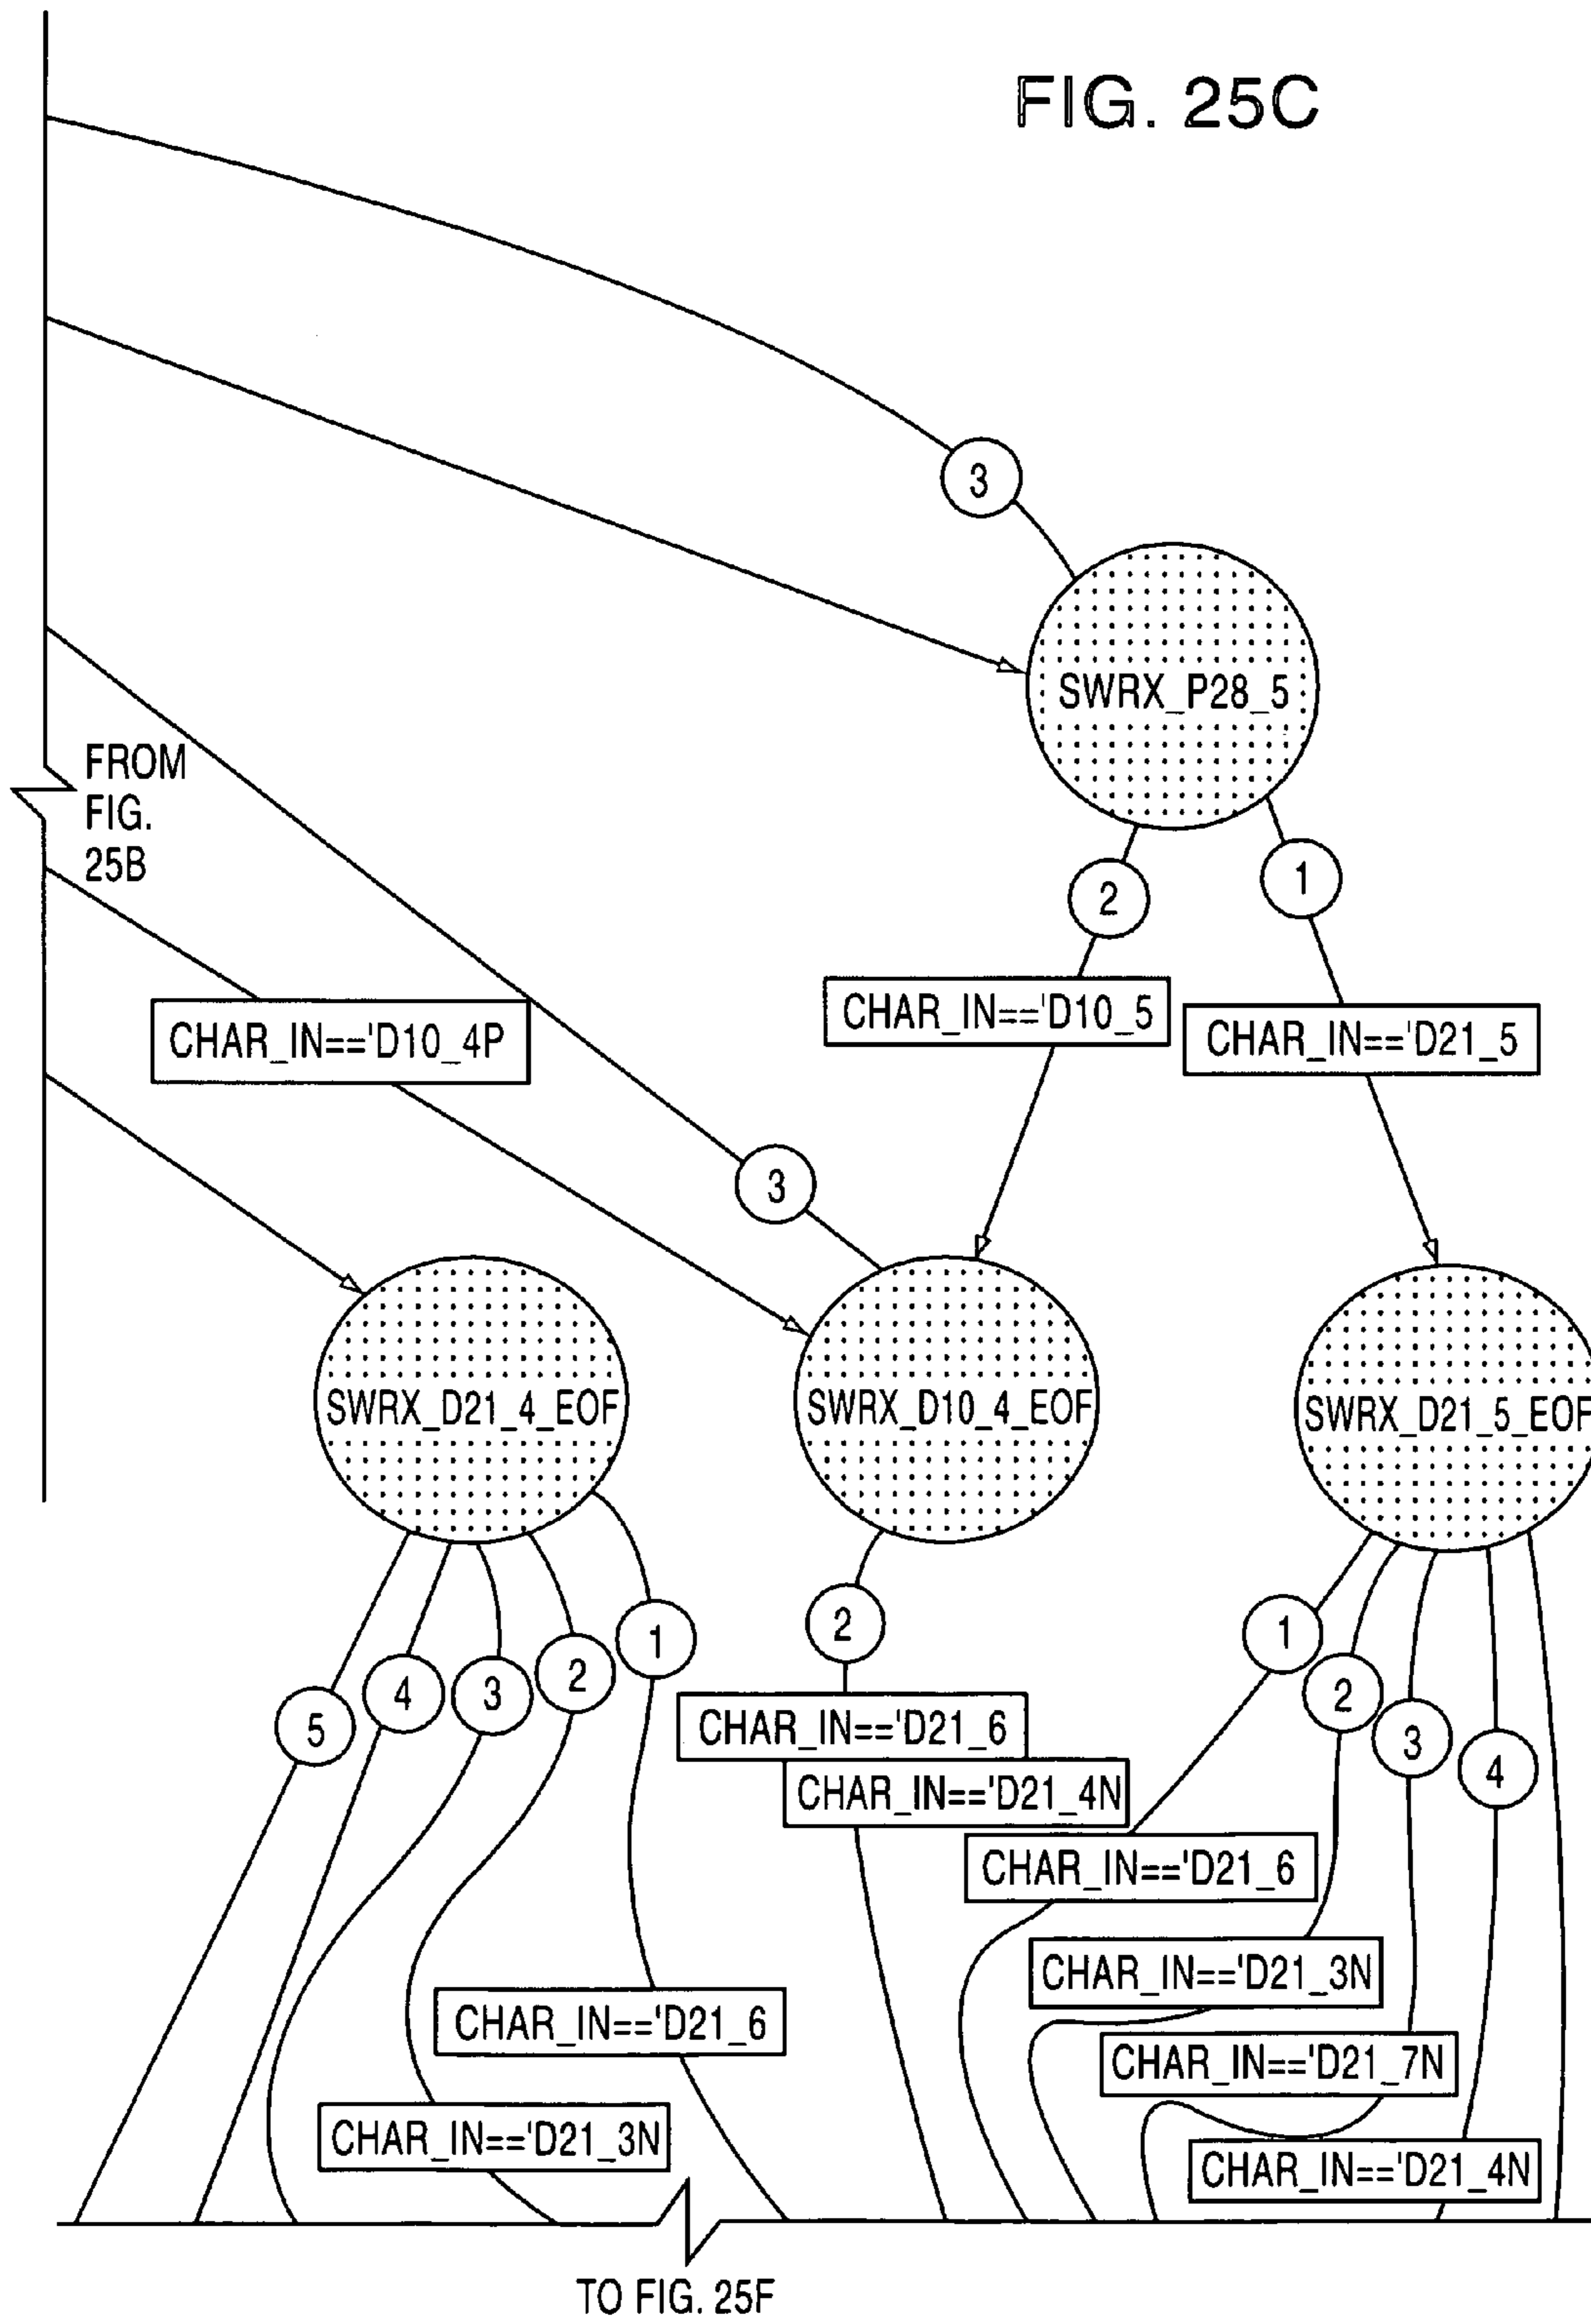 FIG. 25C
3
SWRX_P28_5
FROM
FIG.
25B
2
1
CHAR_IN=='D10_4P
CHAR_IN=='D10_5
CHAR_IN=='D21_5
3
SWRX_D21_4_EOF
SWRX_D10_4_EOF
SWRX_D21_5_EOF
5
4
3
2
1
2
1
2
3
4
CHAR_IN=='D21_6
CHAR_IN=='D21_4N
CHAR_IN=='D21_6
CHAR_IN=='D21_3N
CHAR_IN=='D21_6
CHAR_IN=='D21_7N
CHAR_IN=='D21_3N
CHAR_IN=='D21_4N
TO FIG. 25F